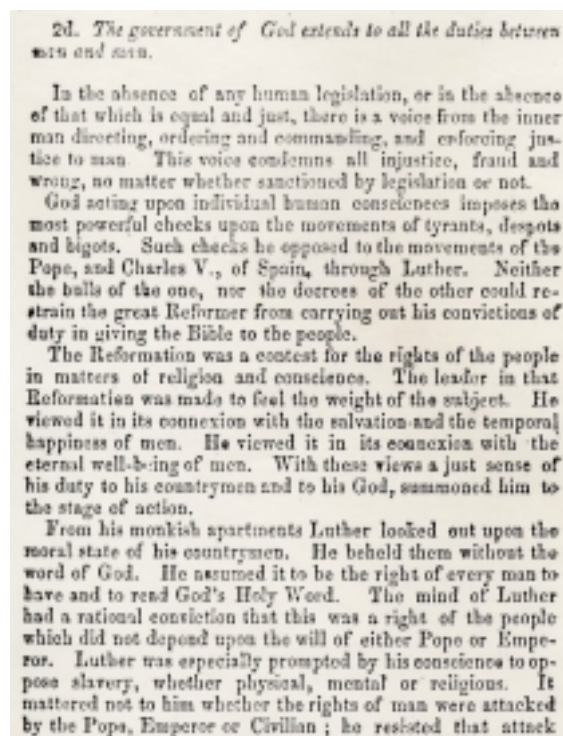 2d. The government of God extends to all the duties between
men and men.
In the absence of any human legislation, or in the absence
of that which is equal and just, there is a voice from the inner
man directing, ordering and commanding, and enforcing jus-
tice to man. This voice condemns all injustice, fraud and
wrong, no matter whether sanctioned by legislation or not.
God acting upon individual human consciences imposes the
most powerful checks upon the movements of tyrants, despots
and bigots. Such checks he opposed to the movements of the
Pope, and Charles V., of Spain, through Luther. Neither
the bulls of the one, nor the decrees of the other could re-
strain the great Reformer from carrying out his convictions of
duty in giving the Bible to the people.
The Reformation was a contest for the rights of the people
in matters of religion and conscience. The leader in that
Reformation was made to feel the weight of the subject. He
viewed it in its connexion with the salvation and the temporal
happiness of men. He viewed it in its connexion with the
eternal well-being of men. With these views a just sense of
his duty to his countrymen and to his God, summoned him to
the stage of action.
From his monkish apartments Luther looked out upon the
moral state of his countrymen. He beheld them without the
word of God. He assumed it to be the right of every man to
have and to read God's Holy Word. The mind of Luther
had a rational conviction that this was a right of the people
which did not depend upon the will of either Pope or Empe-
ror. Luther was especially prompted by his conscience to op-
pose slavery, whether physical, mental or religious. It
mattered not to him whether the rights of man were attacked
by the Pope, Emperor or Civilian ; he resisted that attack